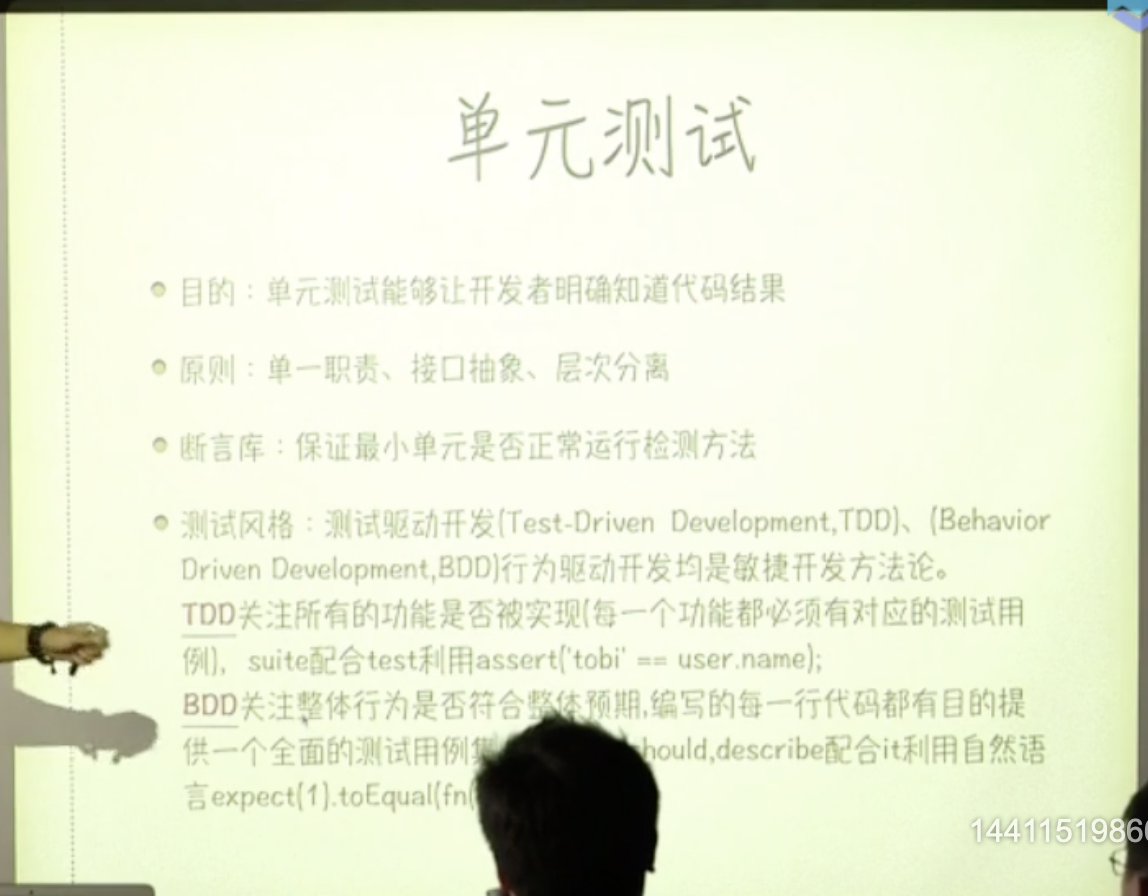 单元测试
目的：单元测试能够让开发者明确知道代码结果
原则：单一职责、接口抽象、层次分离
断言库：保证最小单元是否正常运行检测方法
测试风格：测试驱动开发(Test-Driven Development,TDD)、(Behavior
Driven Development,BDD)行为驱动开发均是敏捷开发方法论。
TDD关注所有的功能是否被实现(每一个功能都必须有对应的测试用
例)，suite配合test利用assert('tobi' == user.name);
BDD关注整体行为是否符合整体预期,编写的每一行代码都有目的提
供一个全面的测试用例集 hould,describe配合it利用自然语
言expect(1).toEqual(fn(
14411519866